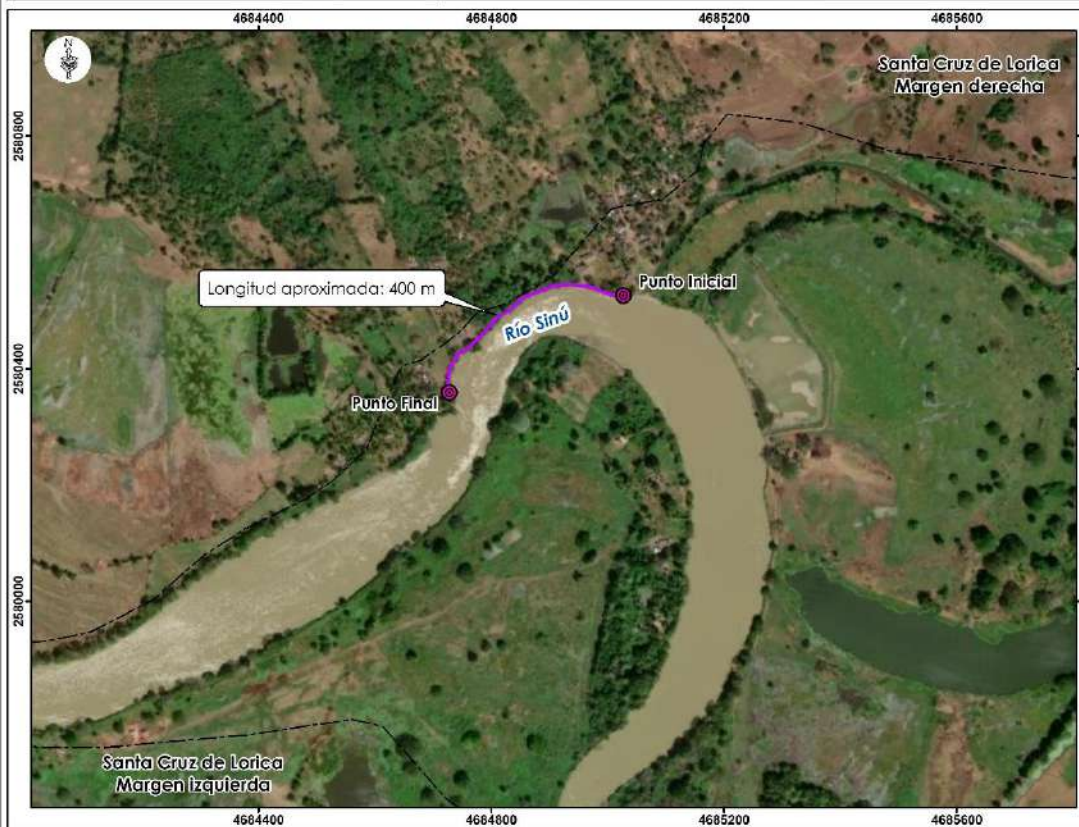 4684400 4684800 4685200 4685600
N
Santa Cruz de Lorica
Margen derecha
2580800
Punto Inicial
Longitud aproximada: 400 m
Río Sinú
2580400
Punto Final
2580000
Santa Cruz de Lorica
Margen izquierda
4684400 4684800 4685200 4685600